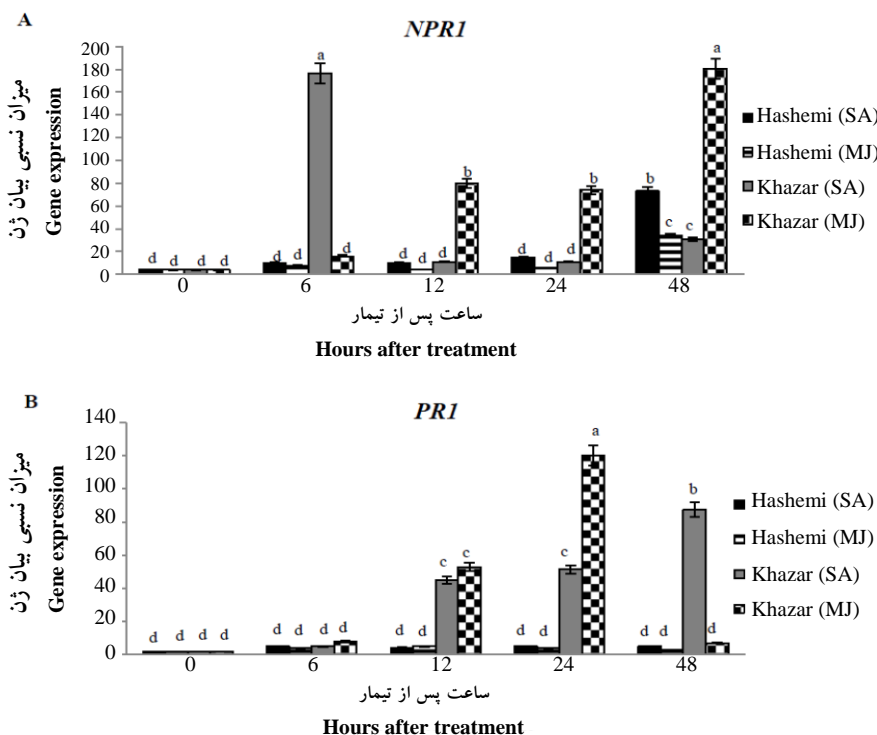 A
NPR1
میزان نسبی بیان ژن
Gene expression
200
180
160
140
120
100
80
60
40
20
0
d d d d
d d a d
d d d b
d d d b
b c c a
0 6 12 24 48
ساعت پس از تیمار
Hours after treatment
Hashemi (SA)
Hashemi (MJ)
Khazar (SA)
Khazar (MJ)
B
PR1
میزان نسبی بیان ژن
Gene expression
140
120
100
80
60
40
20
0
d d d d
d d d d
d d c c
d d c a
d d b d
0 6 12 24 48
ساعت پس از تیمار
Hours after treatment
Hashemi (SA)
Hashemi (MJ)
Khazar (SA)
Khazar (MJ)